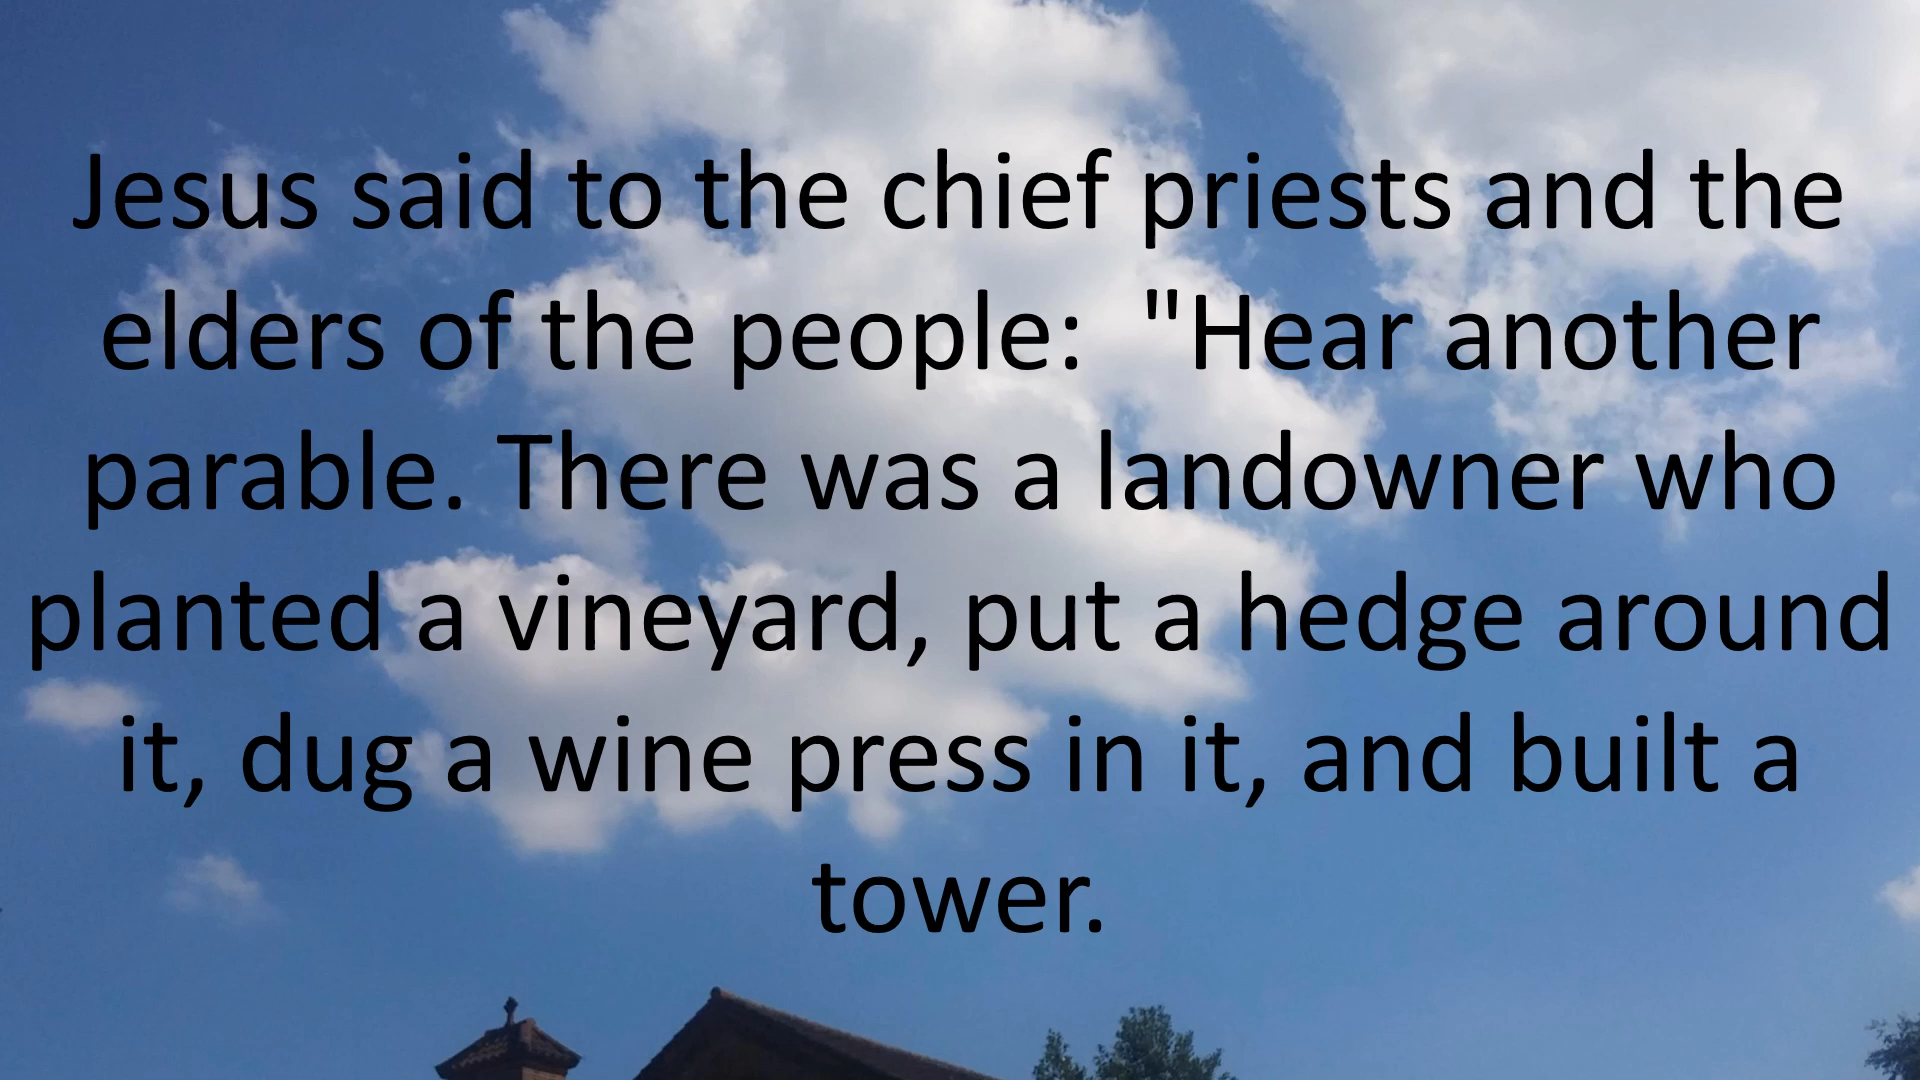 Jesus said to the chief priests and the
elders of the people:  "Hear another
parable. There was a landowner who
planted a vineyard, put a hedge around
it, dug a wine press in it, and built a
tower.